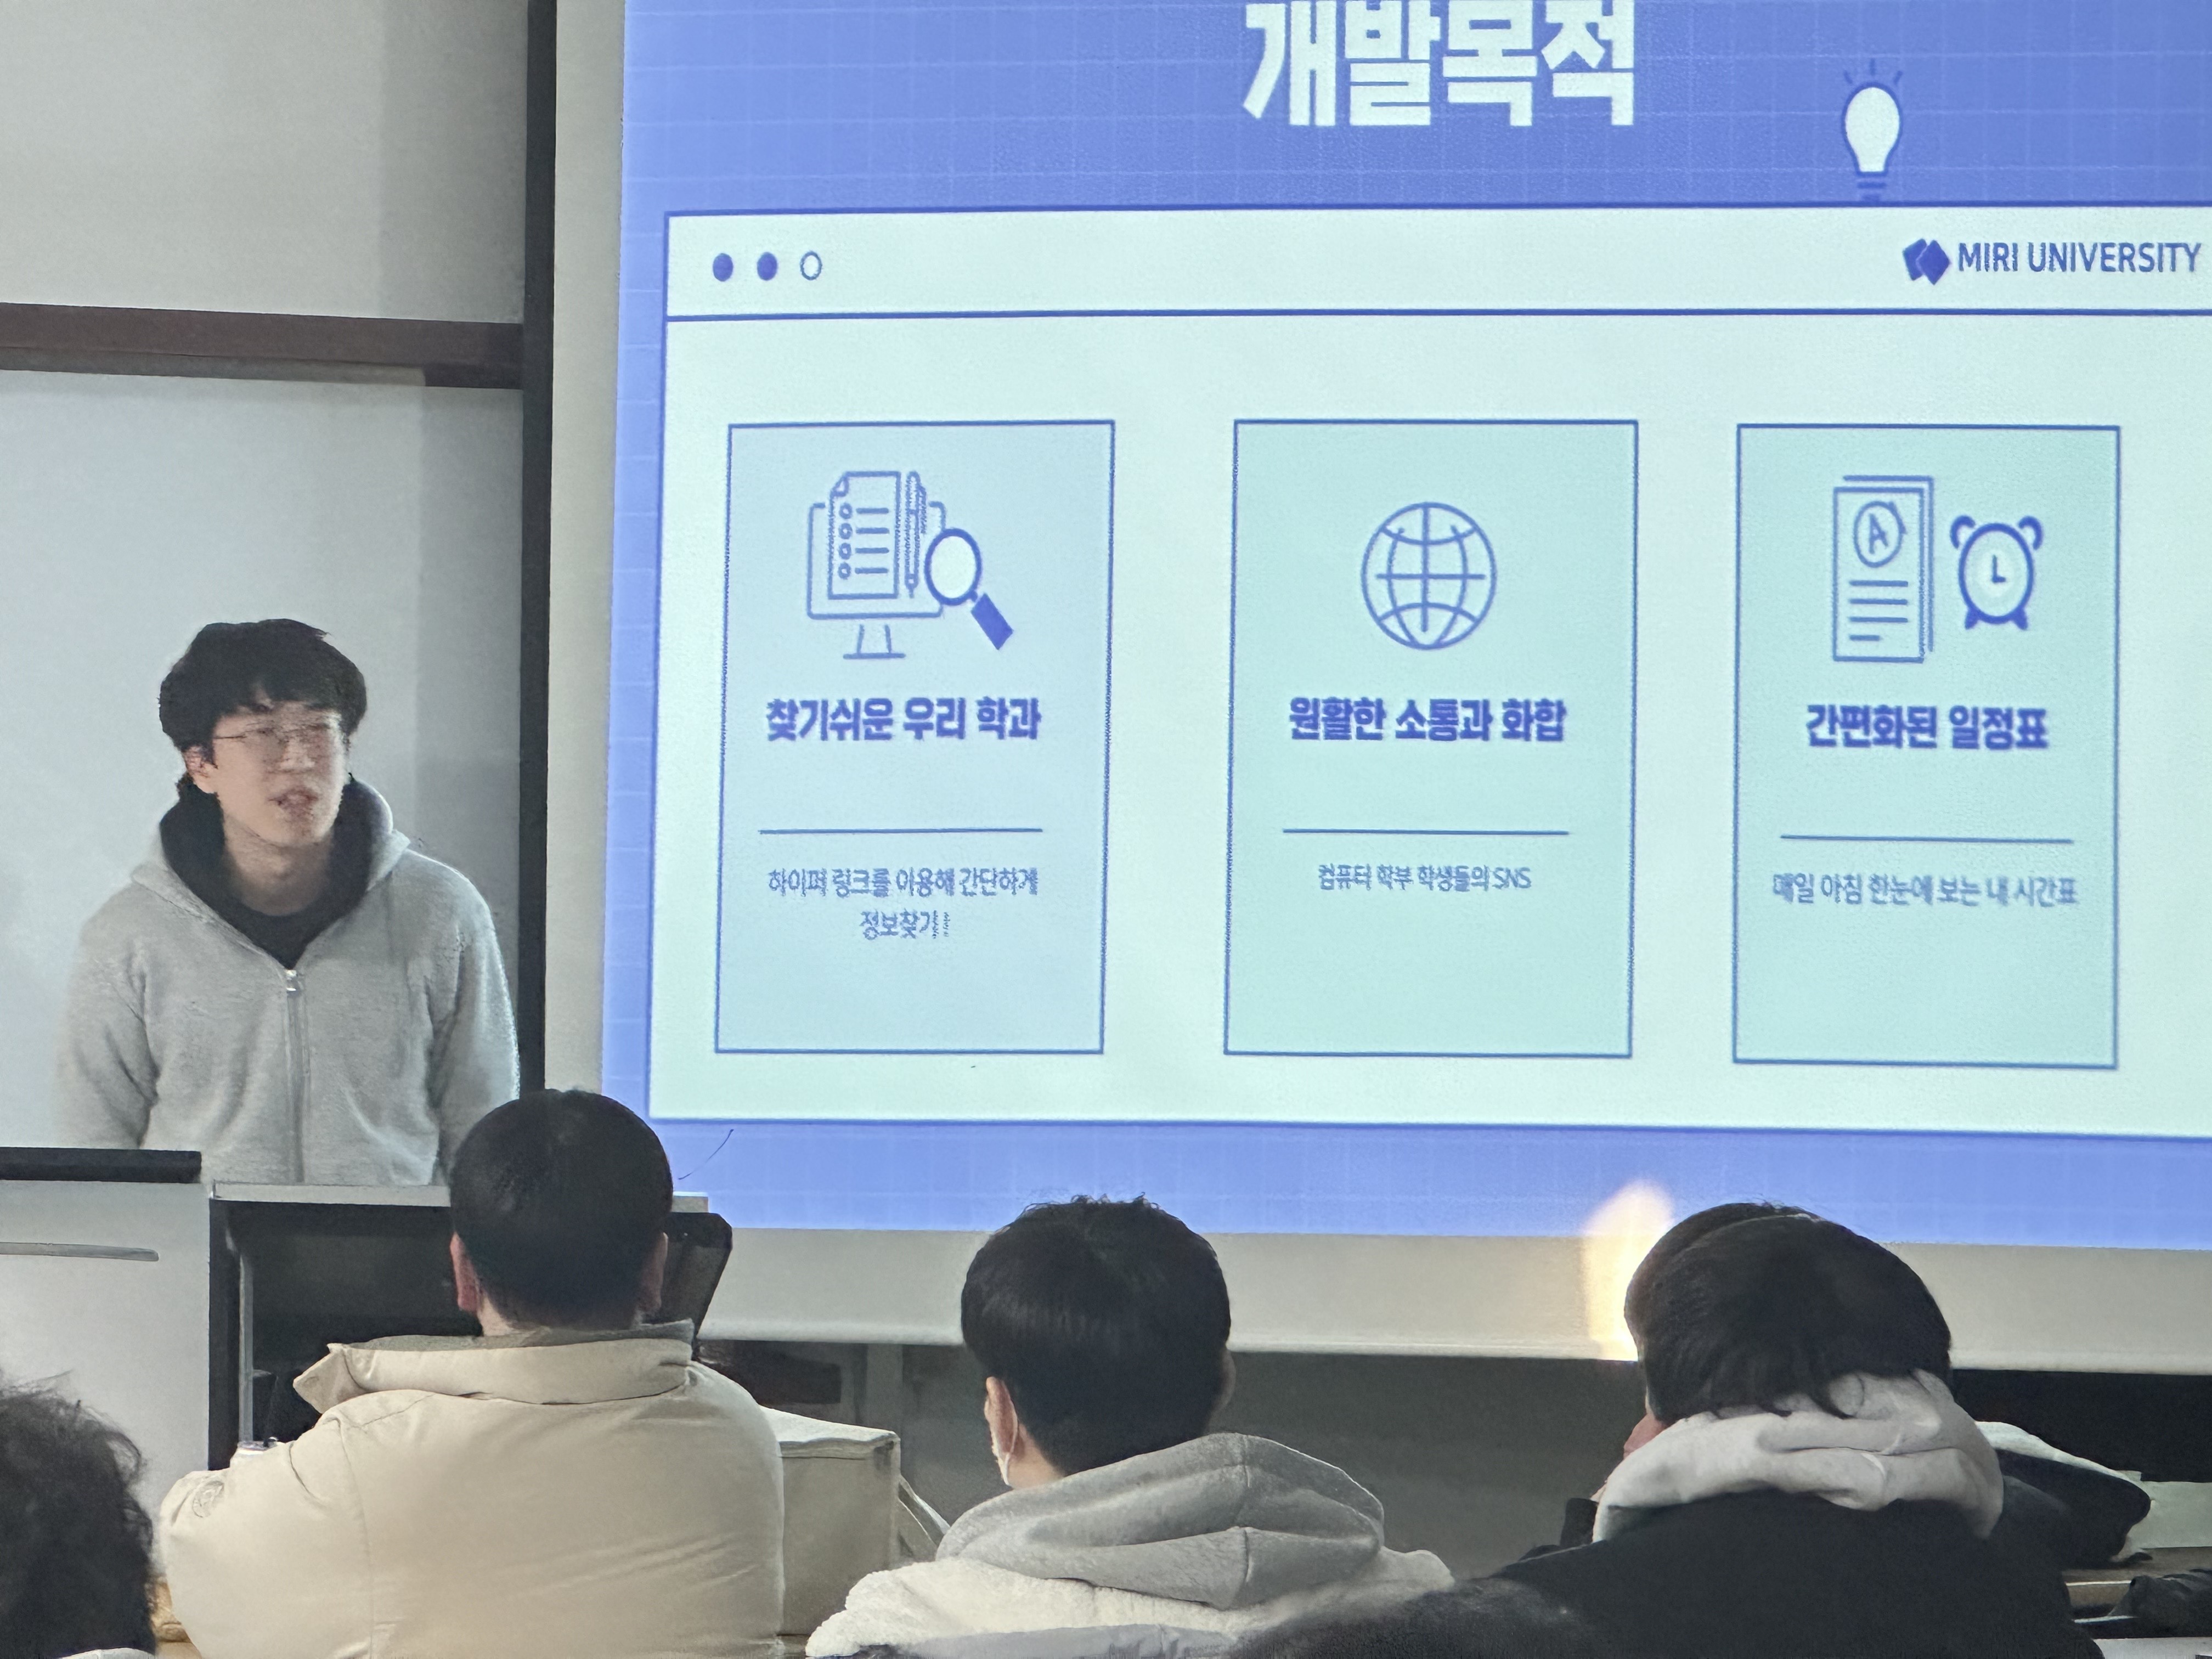 개발목적
MIRI UNIVERSITY
찾기쉬운 우리 학과
하이퍼 링크를 이용해 간단하게
정보찾기!
원활한 소통과 화합
컴퓨터 학부 학생들의 SNS
간편화된 일정표
매일 아침 한눈에 보는 내 시간표
A